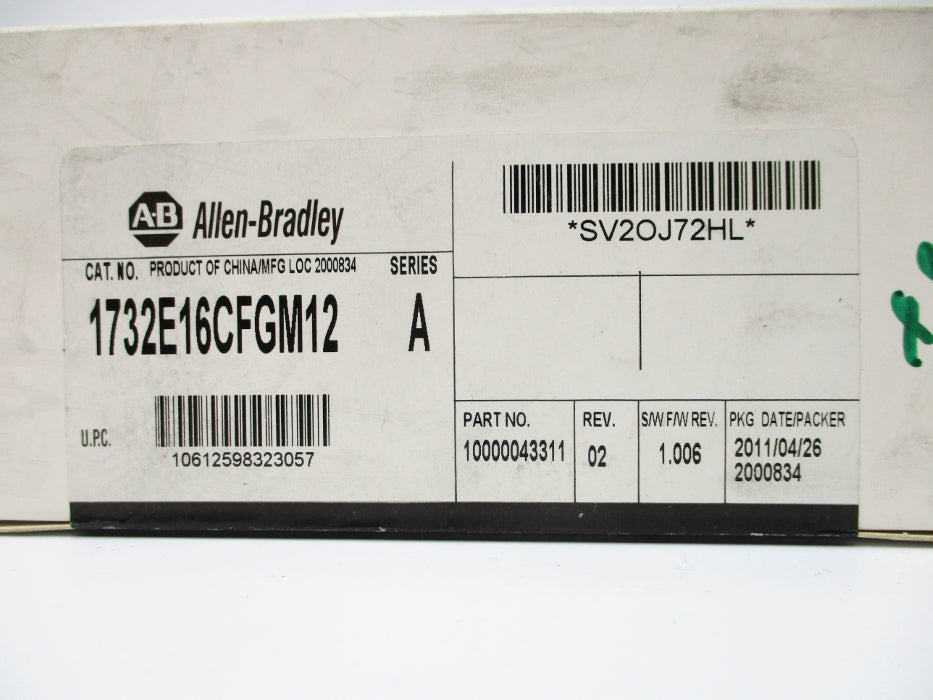 A-B Allen-Bradley
CAT. NO. PRODUCT OF CHINA/MFG LOC 2000834 SERIES
1732E16CFGM12 A
U.P.C.
10612598323057
*SV2OJ72HL*
PART NO. REV. S/W F/W REV. PKG DATE/PACKER
10000043311 02 1.006 2011/04/26
2000834